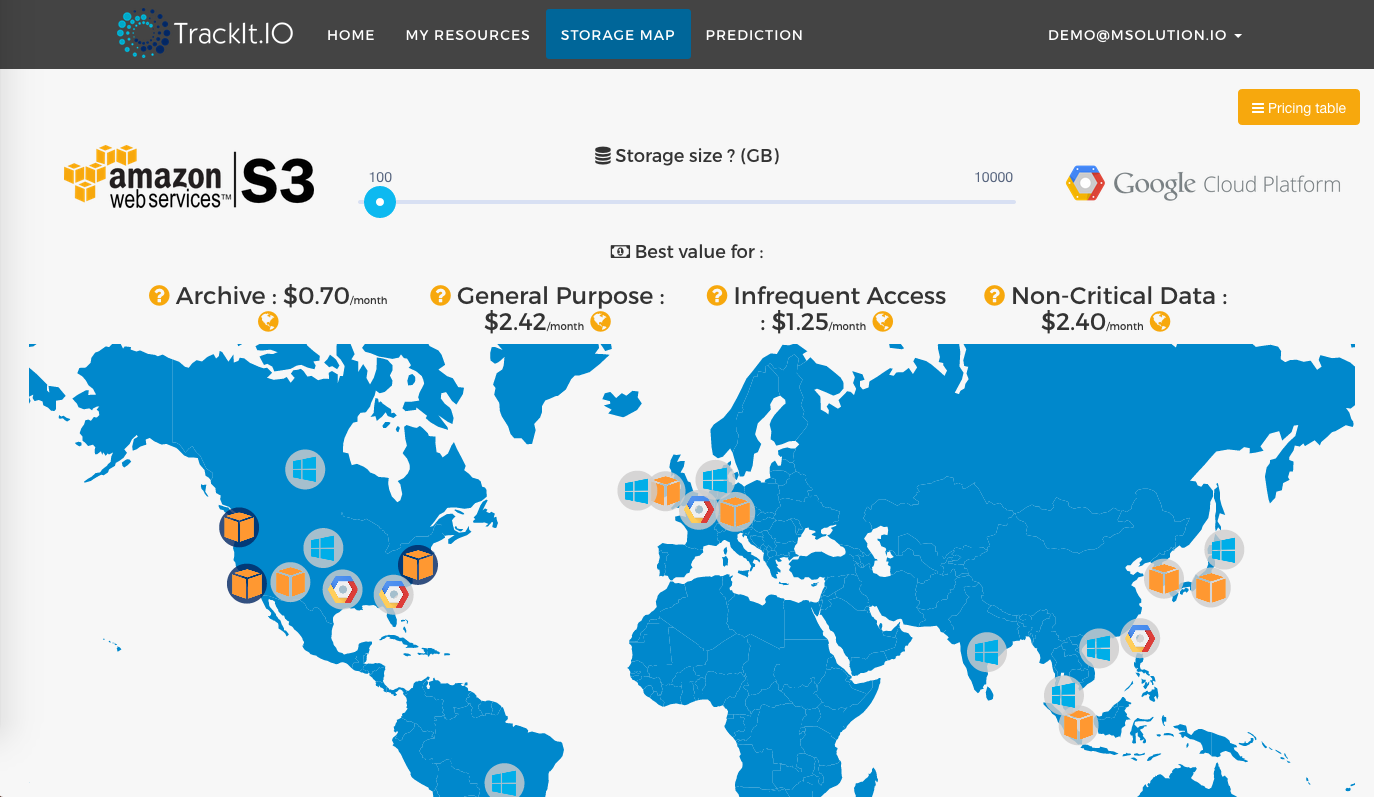 TrackIt.IO HOME MY RESOURCES STORAGE MAP PREDICTION DEMO@MSOLUTION.IO
Pricing table
Storage size ? (GB)
amazon web services™ S3
100 10000
Google Cloud Platform
Best value for :
Archive : $0.70/month
General Purpose :
$2.42/month
Infrequent Access
: $1.25/month
Non-Critical Data :
$2.40/month